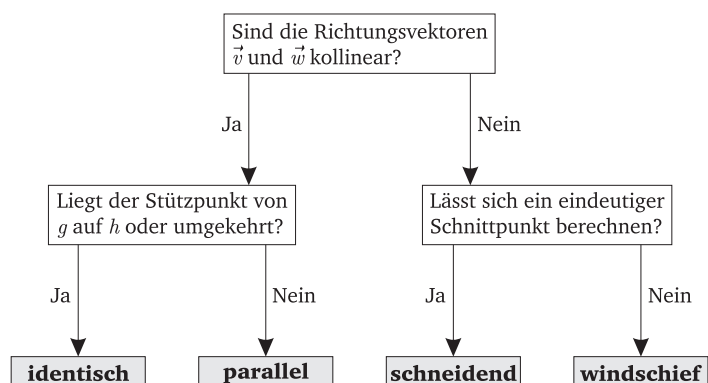 Sind die Richtungsvektoren
v⃗ und w⃗ kollinear?
Ja
Nein
Liegt der Stützpunkt von
g auf h oder umgekehrt?
Lässt sich ein eindeutiger
Schnittpunkt berechnen?
Ja
Nein
Ja
Nein
identisch
parallel
schneidend
windschief